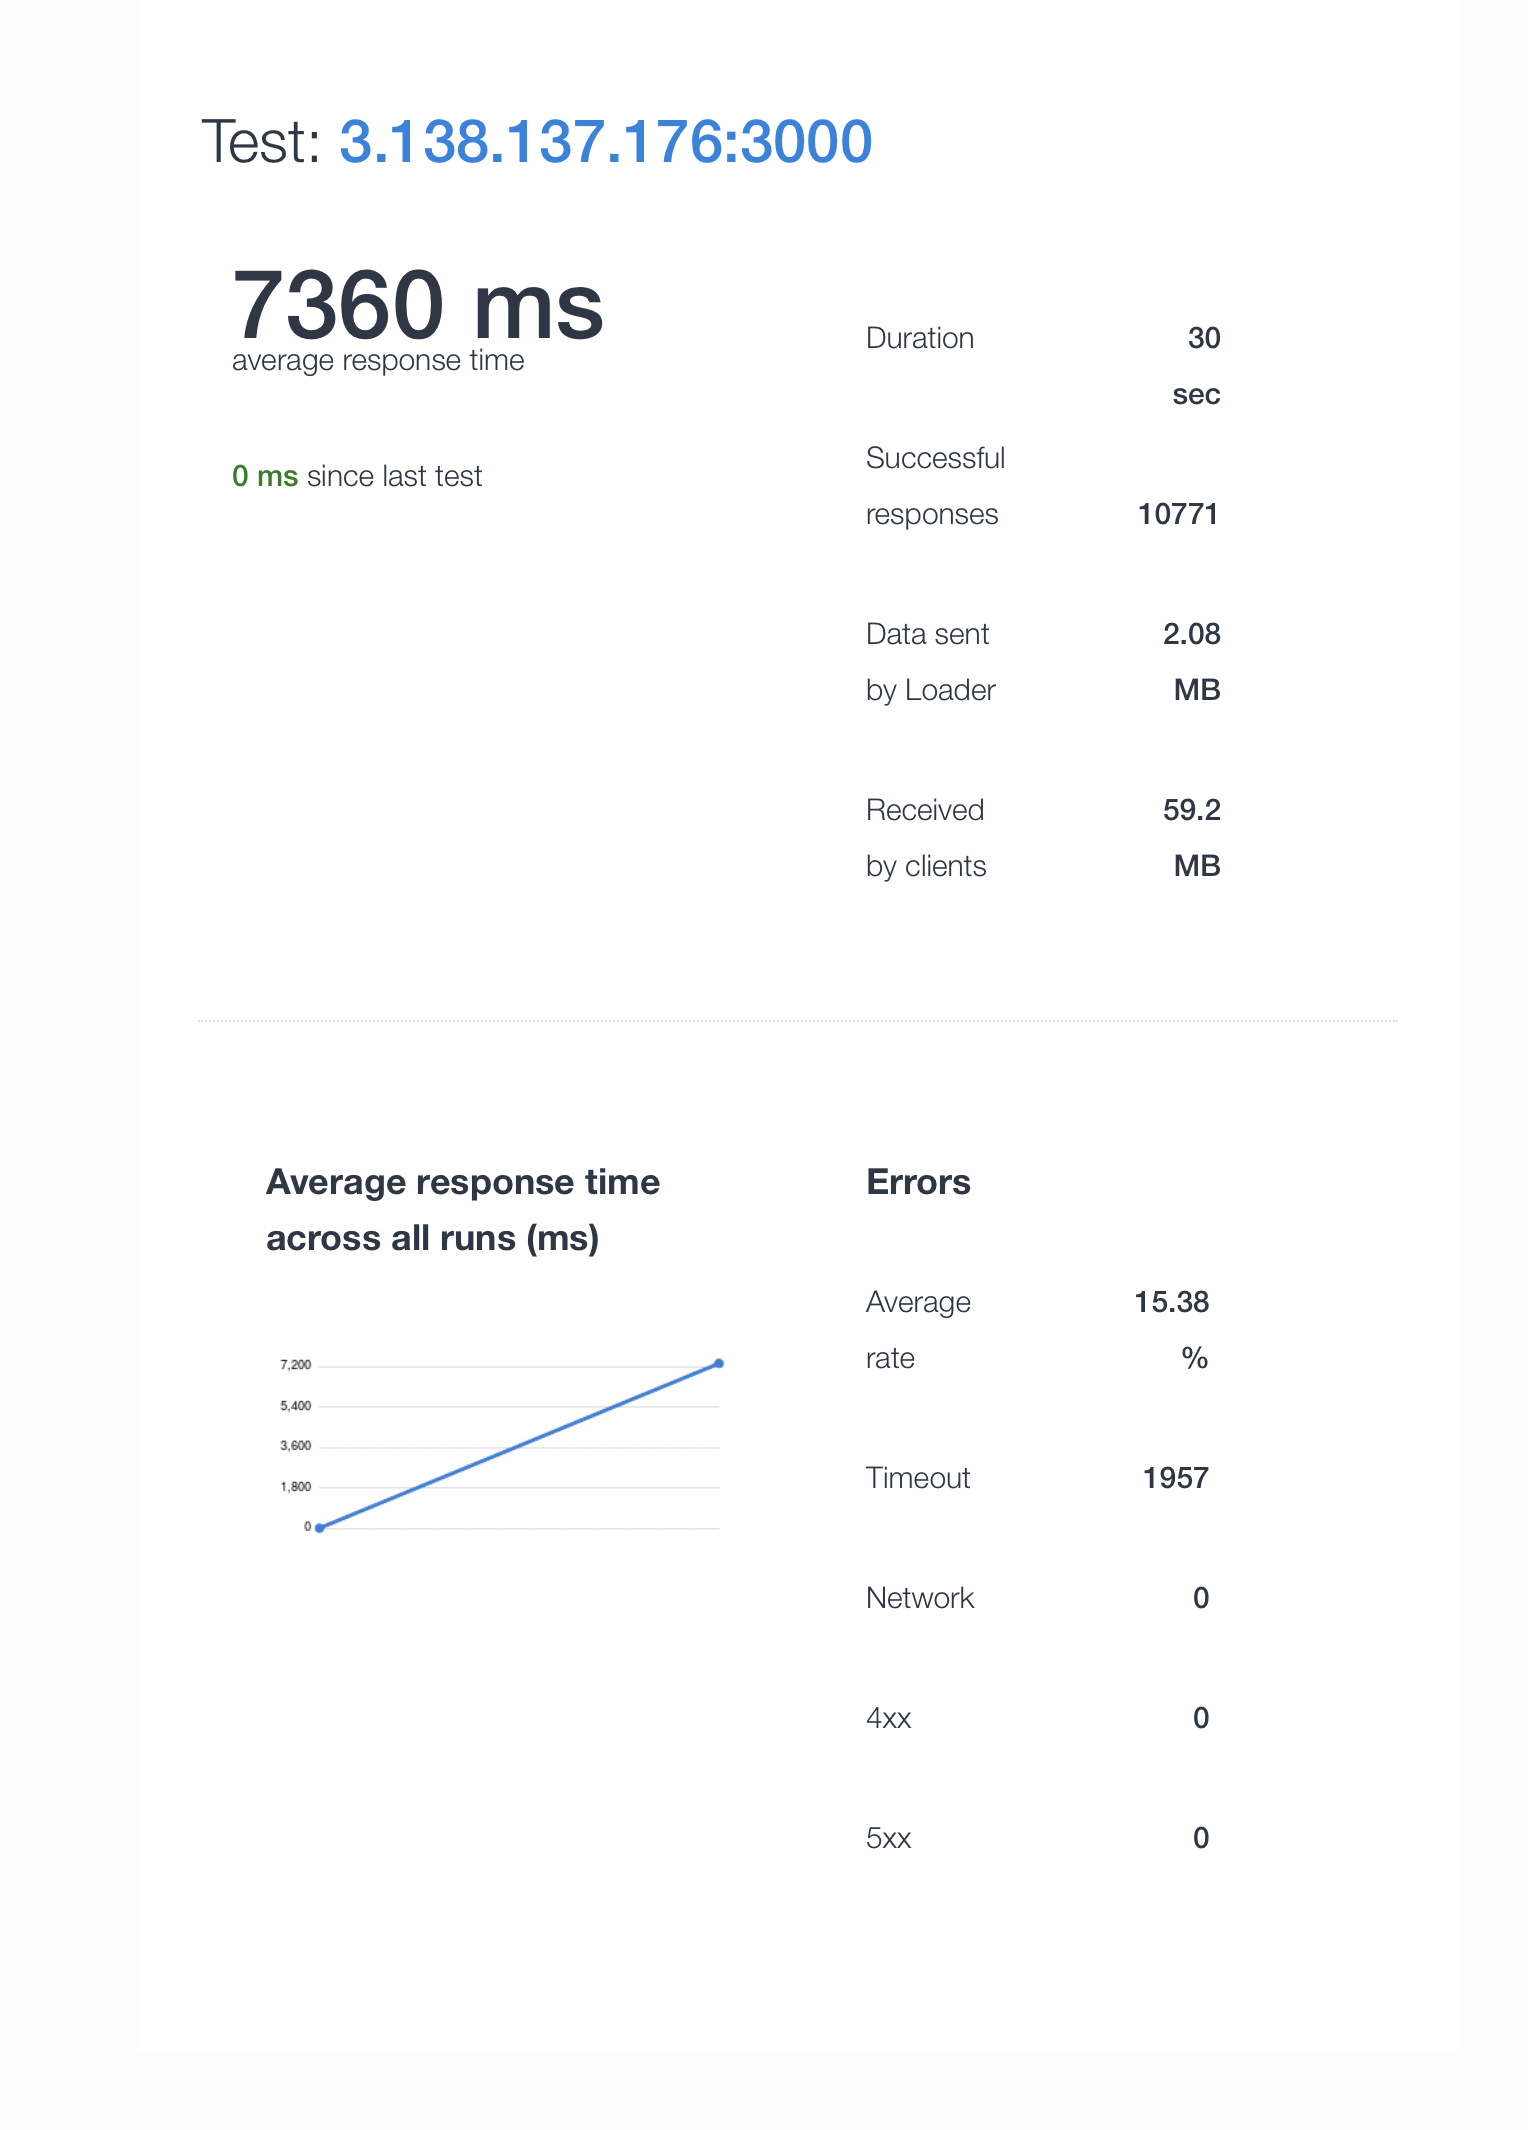 Test: 3.138.137.176:3000
7360 ms
average response time
0 ms since last test
Duration 30
sec
Successful
responses 10771
Data sent 2.08
by Loader MB
Received 59.2
by clients MB
Average response time
across all runs (ms)
7,200
5,400
3,600
1,800
0
Errors
Average 15.38
rate %
Timeout 1957
Network 0
4xx 0
5xx 0